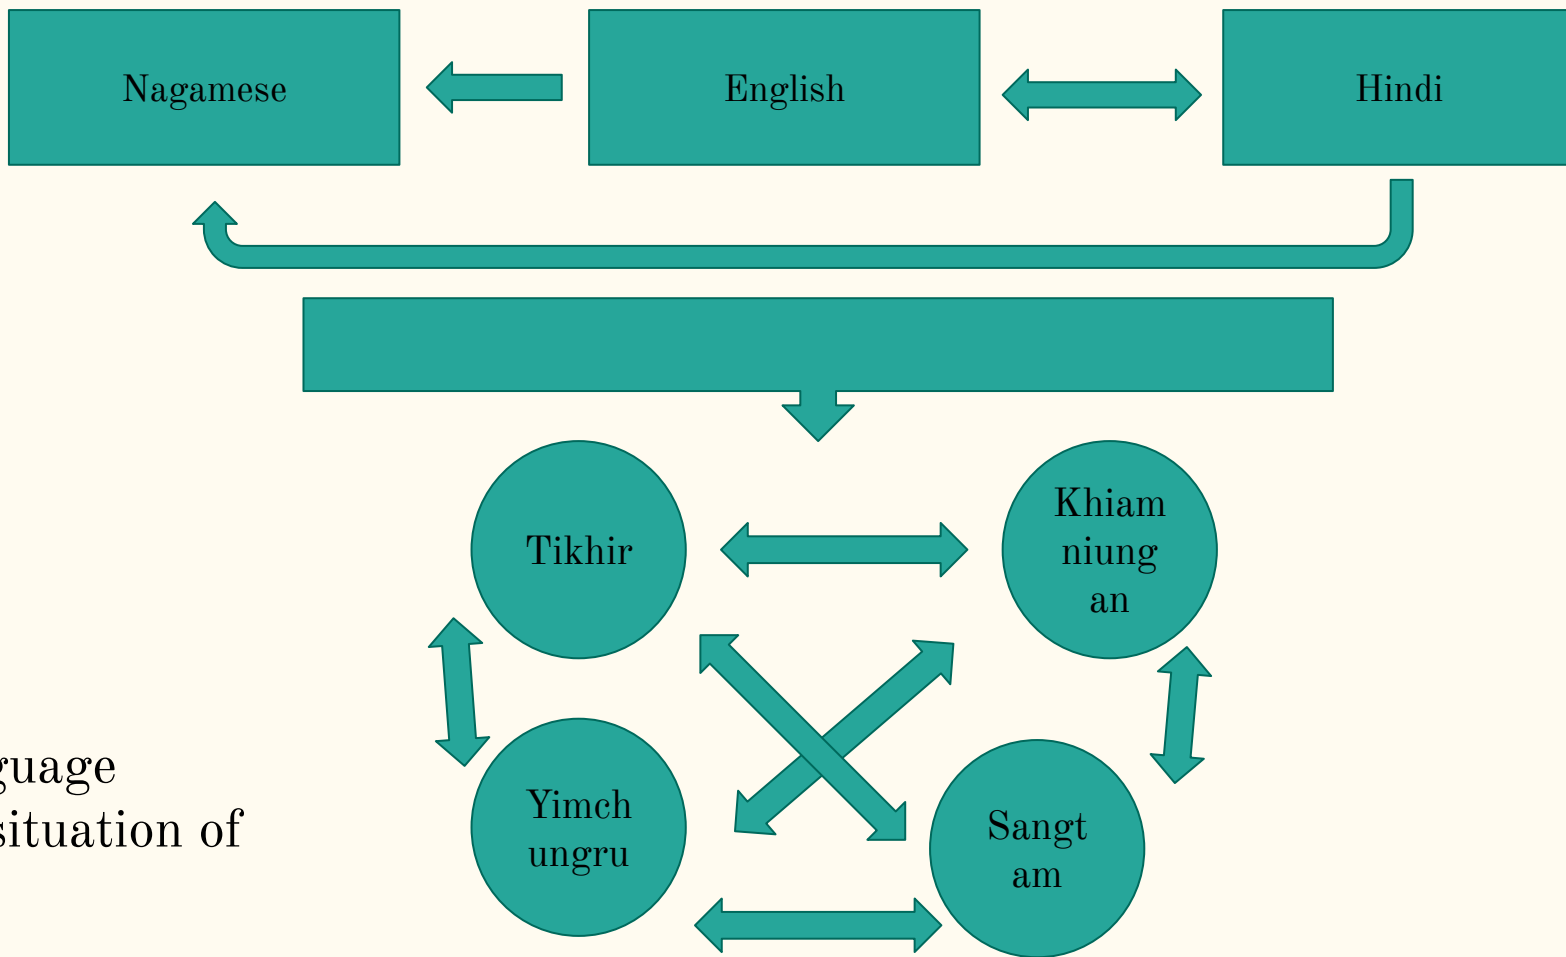 Nagamese
English
Hindi
Tikhir
Khiam
niung
an
Yimch
ungru
Sangt
am
guage
situation of